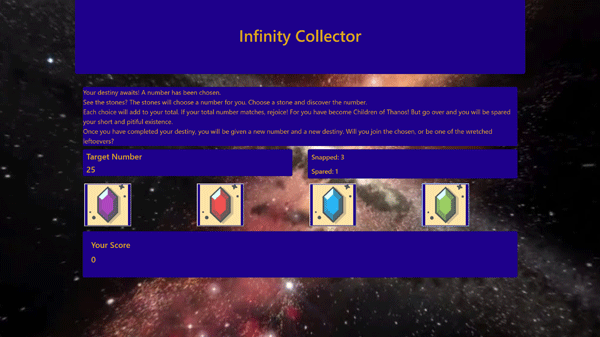 Infinity Collector
Your destiny awaits! A number has been chosen.
See the stones? The stones will choose a number for you. Choose a stone and discover the number.
Each choice will add to your total. If your total number matches, rejoice! For you have become Children of Thanos! But go over and you will be spared
your short and pitiful existence.
Once you have completed your destiny, you will be given a new number and a new destiny. Will you join the chosen, or be one of the wretched
leftovers?
Target Number
25
Snapped: 3
Spared: 1
Your Score
0